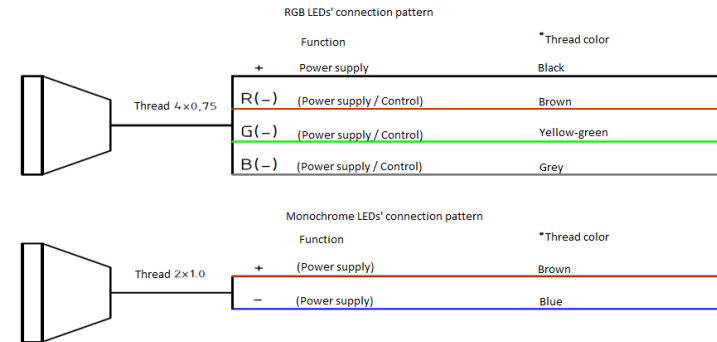 RGB LEDs' connection pattern
Function *Thread color
+ Power supply Black
Thread 4×0,75
R(−) (Power supply / Control) Brown
G(−) (Power supply / Control) Yellow-green
B(−) (Power supply / Control) Grey
Monochrome LEDs' connection pattern
Function *Thread color
Thread 2×1.0
+ (Power supply) Brown
− (Power supply) Blue